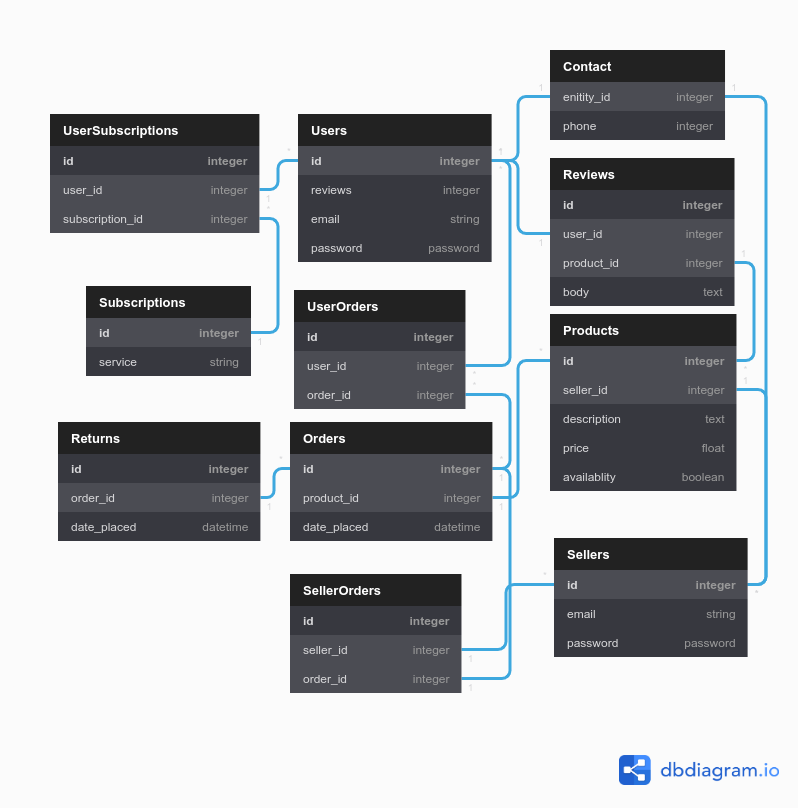 UserSubscriptions
id integer
user_id integer
subscription_id integer
Users
id integer
reviews integer
email string
password password
Contact
enitity_id integer
phone integer
Reviews
id integer
user_id integer
product_id integer
body text
Subscriptions
id integer
service string
UserOrders
id integer
user_id integer
order_id integer
Products
id integer
seller_id integer
description text
price float
availablity boolean
Returns
id integer
order_id integer
date_placed datetime
Orders
id integer
product_id integer
date_placed datetime
SellerOrders
id integer
seller_id integer
order_id integer
Sellers
id integer
email string
password password
dbdiagram.io